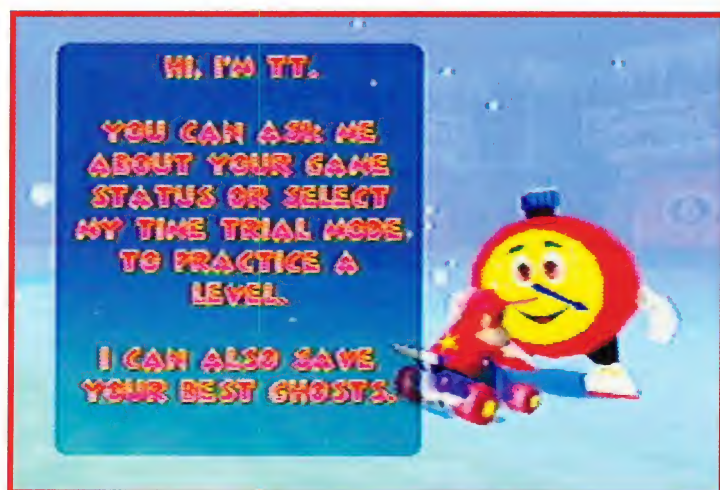 HI, I'M TT.
YOU CAN ASK ME
ABOUT YOUR GAME
STATUS OR SELECT
MY TIME TRIAL MODE,
TO PRACTICE A
LEVEL.
I CAN ALSO SAVE
YOUR BEST GHOSTS.